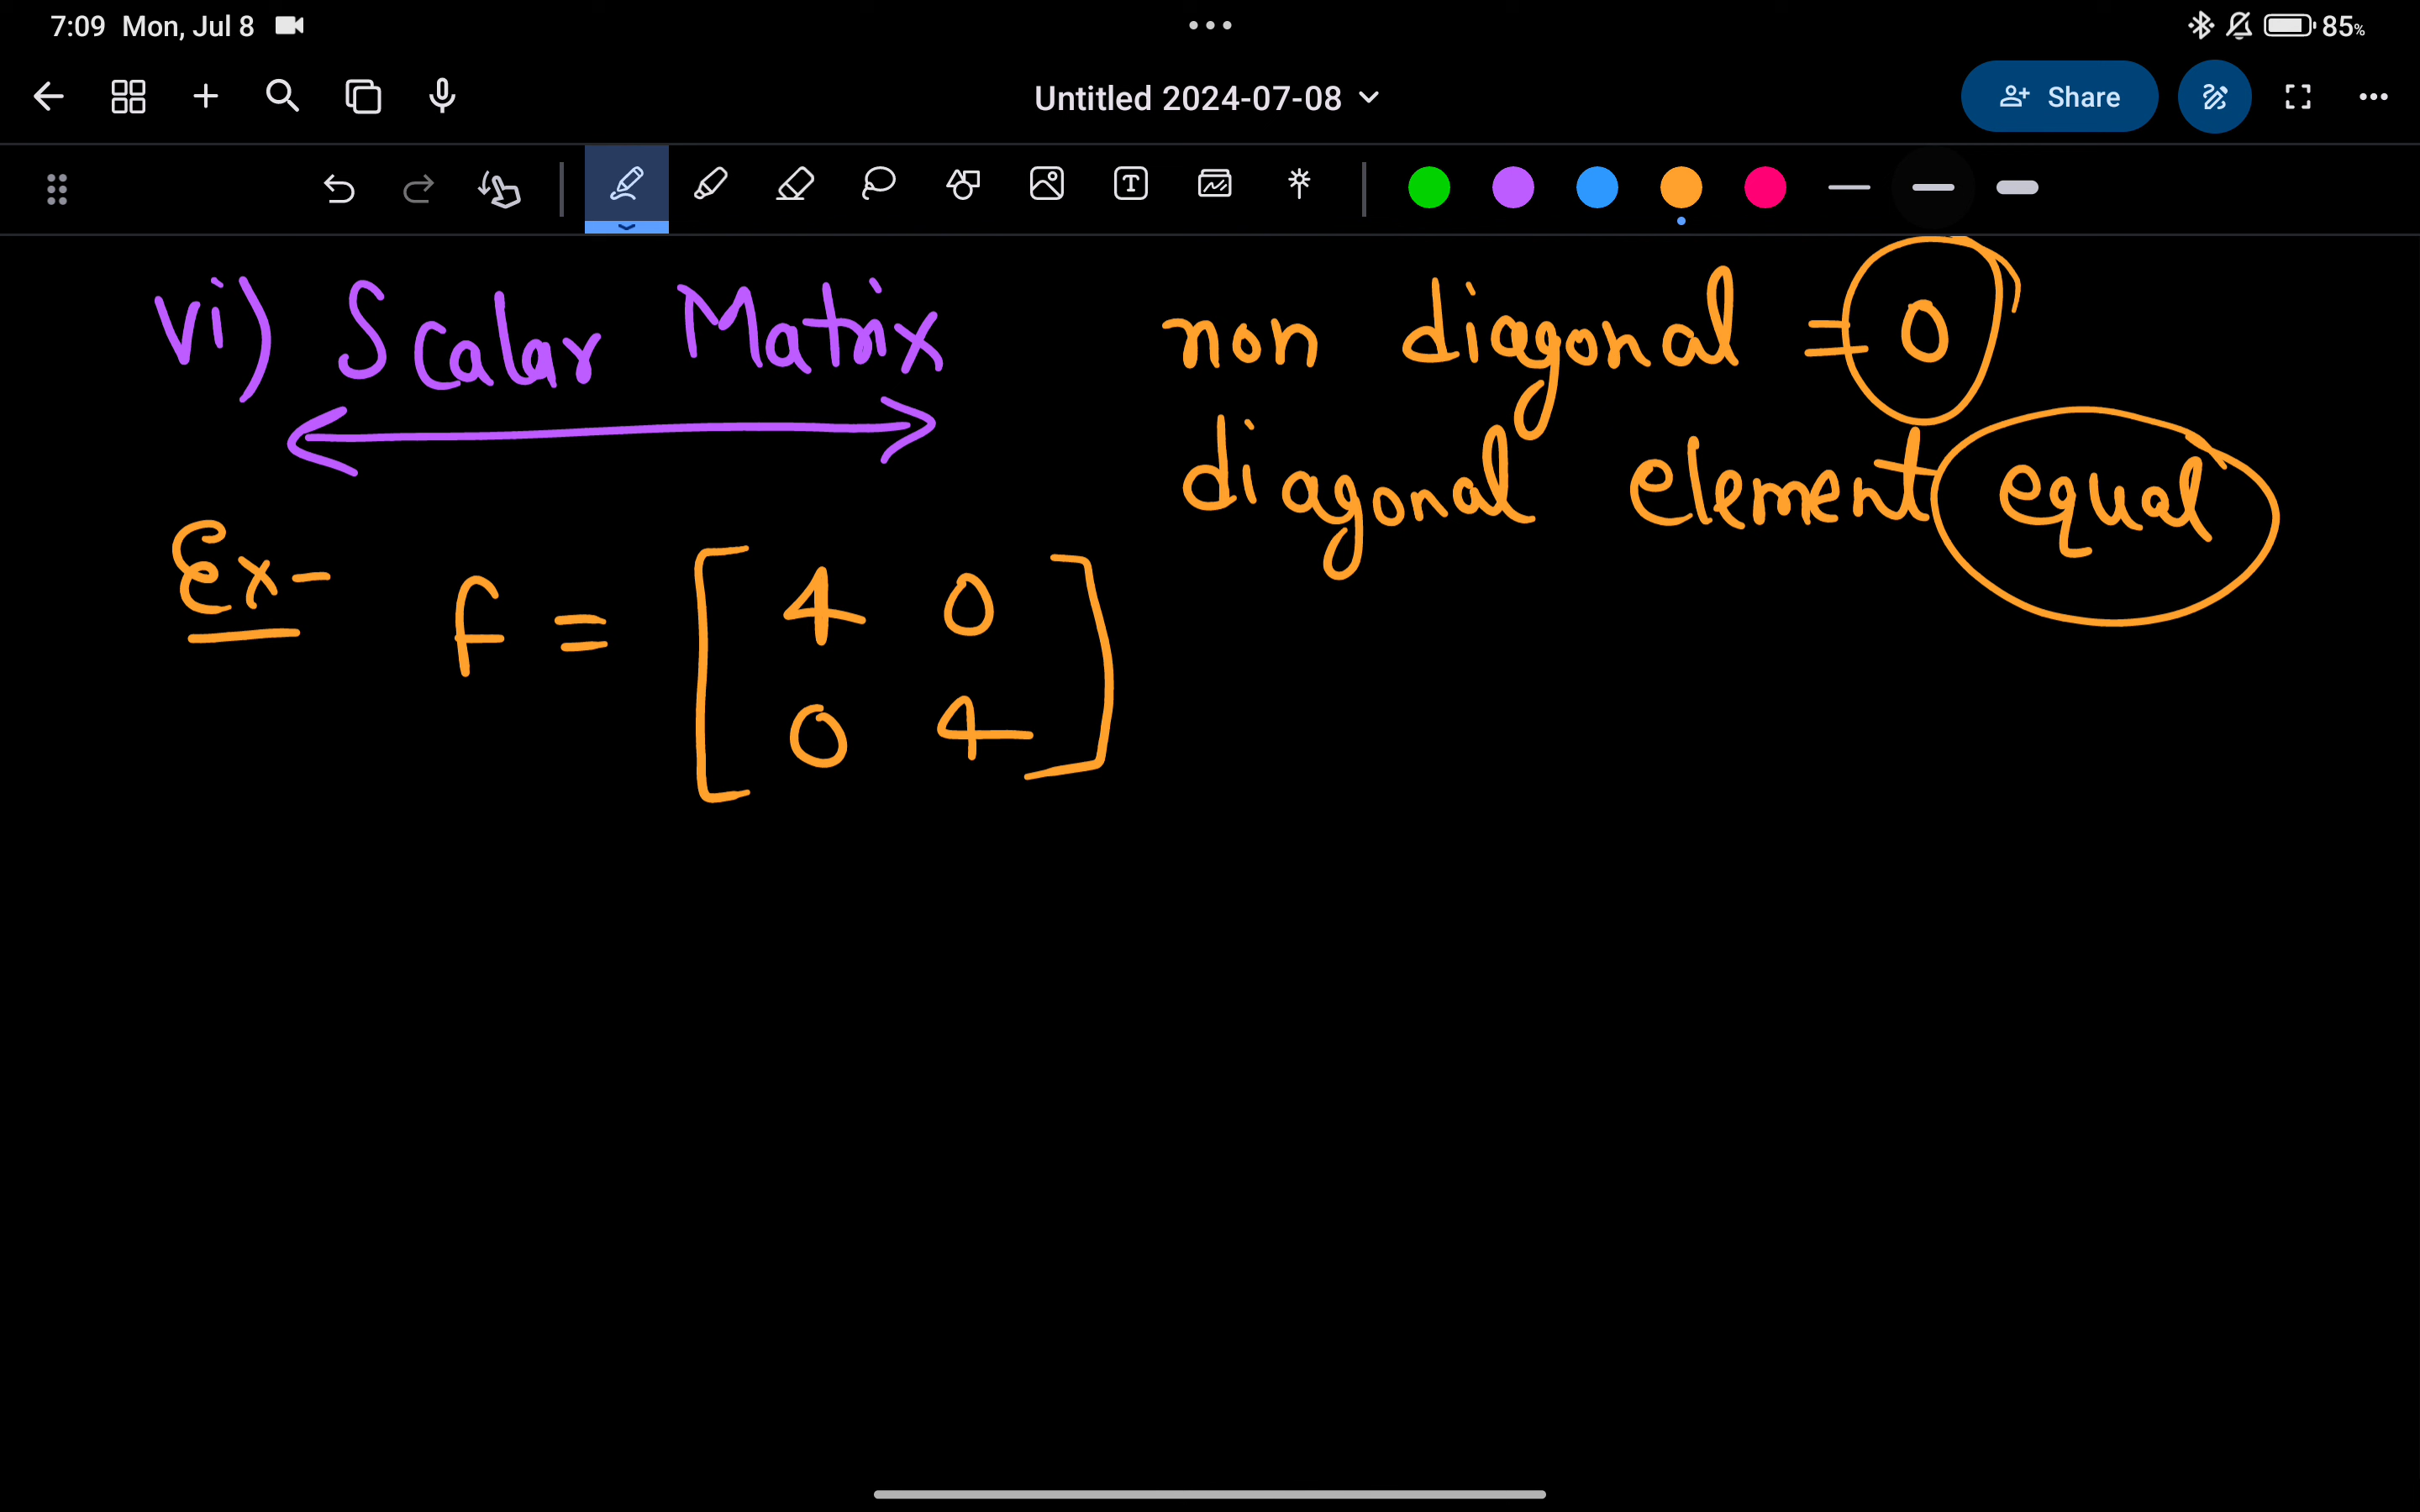 7:09 Mon, Jul 8 85%
Untitled 2024-07-08 Share
vi) Scalar Matrix
non diagonal = 0
diagonal element equal
Ex- F = [ 4 0
0 4 ]